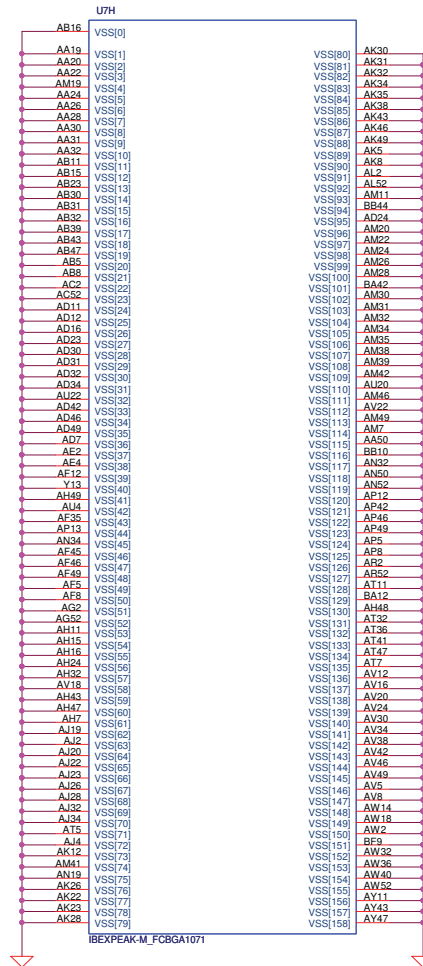 U7H
AB16 VSS[0]
AA19 VSS[1] VSS[80] AK30
AA20 VSS[2] VSS[81] AK31
AA22 VSS[3] VSS[82] AK32
AM19 VSS[4] VSS[83] AK34
AA24 VSS[5] VSS[84] AK35
AA26 VSS[6] VSS[85] AK38
AA28 VSS[7] VSS[86] AK43
AA30 VSS[8] VSS[87] AK46
AA31 VSS[9] VSS[88] AK49
AA32 VSS[10] VSS[89] AK5
AB11 VSS[11] VSS[90] AK8
AB15 VSS[12] VSS[91] AL2
AB23 VSS[13] VSS[92] AL52
AB30 VSS[14] VSS[93] AM11
AB31 VSS[15] VSS[94] BB44
AB32 VSS[16] VSS[95] AD24
AB39 VSS[17] VSS[96] AM20
AB43 VSS[18] VSS[97] AM22
AB47 VSS[19] VSS[98] AM24
AB5 VSS[20] VSS[99] AM26
AB8 VSS[21] VSS[100] AM28
AC2 VSS[22] VSS[101] BA42
AC52 VSS[23] VSS[102] AM30
AD11 VSS[24] VSS[103] AM31
AD12 VSS[25] VSS[104] AM32
AD16 VSS[26] VSS[105] AM34
AD23 VSS[27] VSS[106] AM35
AD30 VSS[28] VSS[107] AM38
AD31 VSS[29] VSS[108] AM39
AD32 VSS[30] VSS[109] AM42
AD34 VSS[31] VSS[110] AU20
AU22 VSS[32] VSS[111] AM46
AD42 VSS[33] VSS[112] AV22
AD46 VSS[34] VSS[113] AM49
AD49 VSS[35] VSS[114] AM7
AD7 VSS[36] VSS[115] AA50
AE2 VSS[37] VSS[116] BB10
AE4 VSS[38] VSS[117] AN32
AF12 VSS[39] VSS[118] AN50
Y13 VSS[40] VSS[119] AN52
AH49 VSS[41] VSS[120] AP12
AU4 VSS[42] VSS[121] AP42
AF35 VSS[43] VSS[122] AP46
AP13 VSS[44] VSS[123] AP49
AN34 VSS[45] VSS[124] AP5
AF45 VSS[46] VSS[125] AP8
AF46 VSS[47] VSS[126] AR2
AF49 VSS[48] VSS[127] AR52
AF5 VSS[49] VSS[128] AT11
AF8 VSS[50] VSS[129] BA12
AG2 VSS[51] VSS[130] AH48
AG52 VSS[52] VSS[131] AT32
AH11 VSS[53] VSS[132] AT36
AH15 VSS[54] VSS[133] AT41
AH16 VSS[55] VSS[134] AT47
AH24 VSS[56] VSS[135] AT7
AH32 VSS[57] VSS[136] AV12
AV18 VSS[58] VSS[137] AV16
AH43 VSS[59] VSS[138] AV20
AH47 VSS[60] VSS[139] AV24
AH7 VSS[61] VSS[140] AV30
AJ19 VSS[62] VSS[141] AV34
AJ2 VSS[63] VSS[142] AV38
AJ20 VSS[64] VSS[143] AV42
AJ22 VSS[65] VSS[144] AV46
AJ23 VSS[66] VSS[145] AV49
AJ26 VSS[67] VSS[146] AV5
AJ28 VSS[68] VSS[147] AV8
AJ32 VSS[69] VSS[148] AW14
AJ34 VSS[70] VSS[149] AW18
AT5 VSS[71] VSS[150] AW2
AJ4 VSS[72] VSS[151] BF9
AK12 VSS[73] VSS[152] AW32
AM41 VSS[74] VSS[153] AW36
AN19 VSS[75] VSS[154] AW40
AK26 VSS[76] VSS[155] AW52
AK22 VSS[77] VSS[156] AY11
AK23 VSS[78] VSS[157] AY43
AK28 VSS[79] VSS[158] AY47
IBEXPEAK-M_FCBGA1071